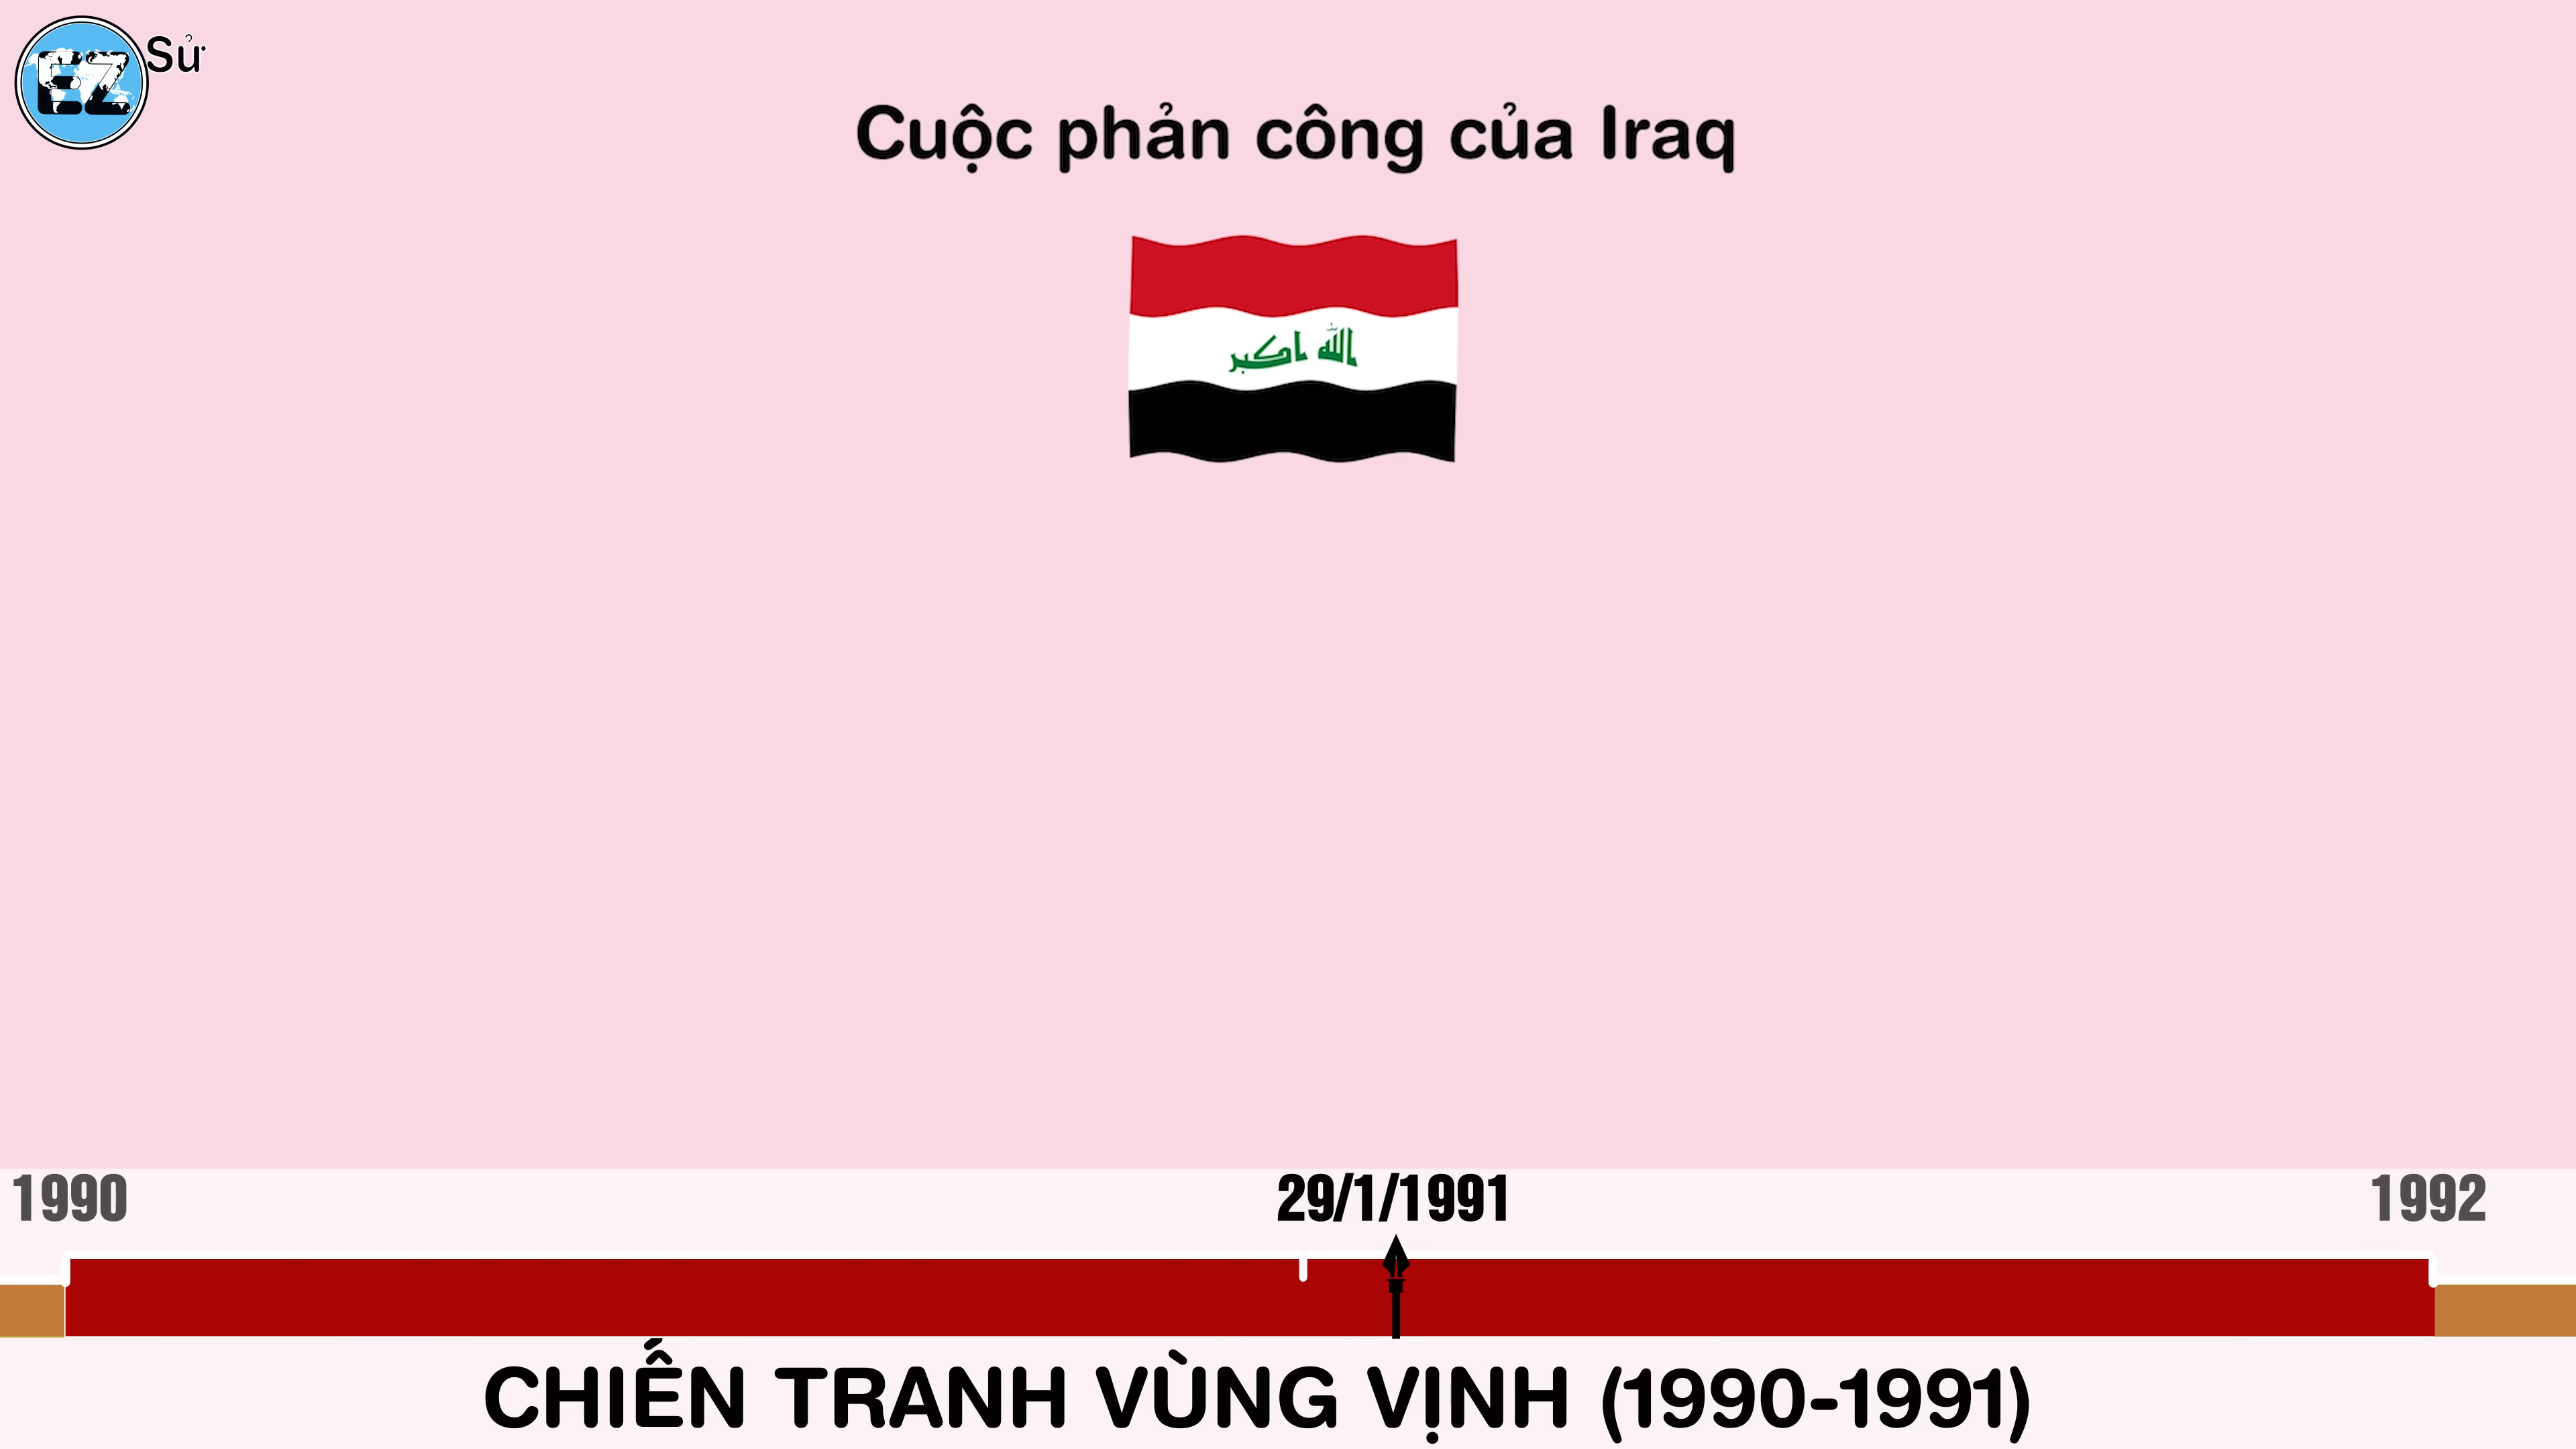 EZ Sử
Cuộc phản công của Iraq
الله اكبر
1990
29/1/1991
1992
CHIẾN TRANH VÙNG VỊNH (1990-1991)